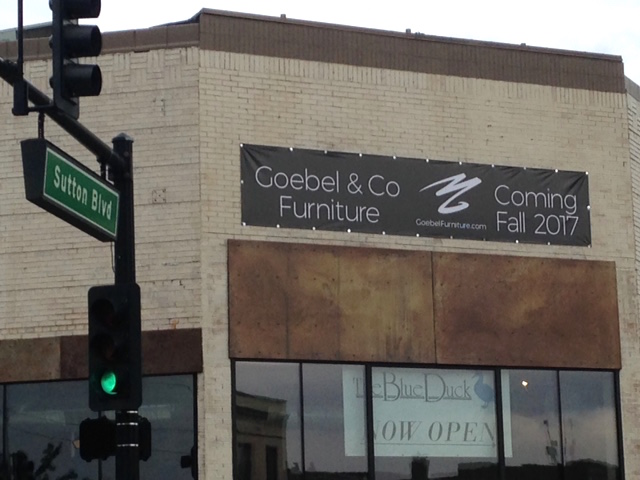 Sutton Blvd
Goebel & Co
Furniture
GoebelFurniture.com
Coming
Fall 2017
The Blue Duck
NOW OPEN